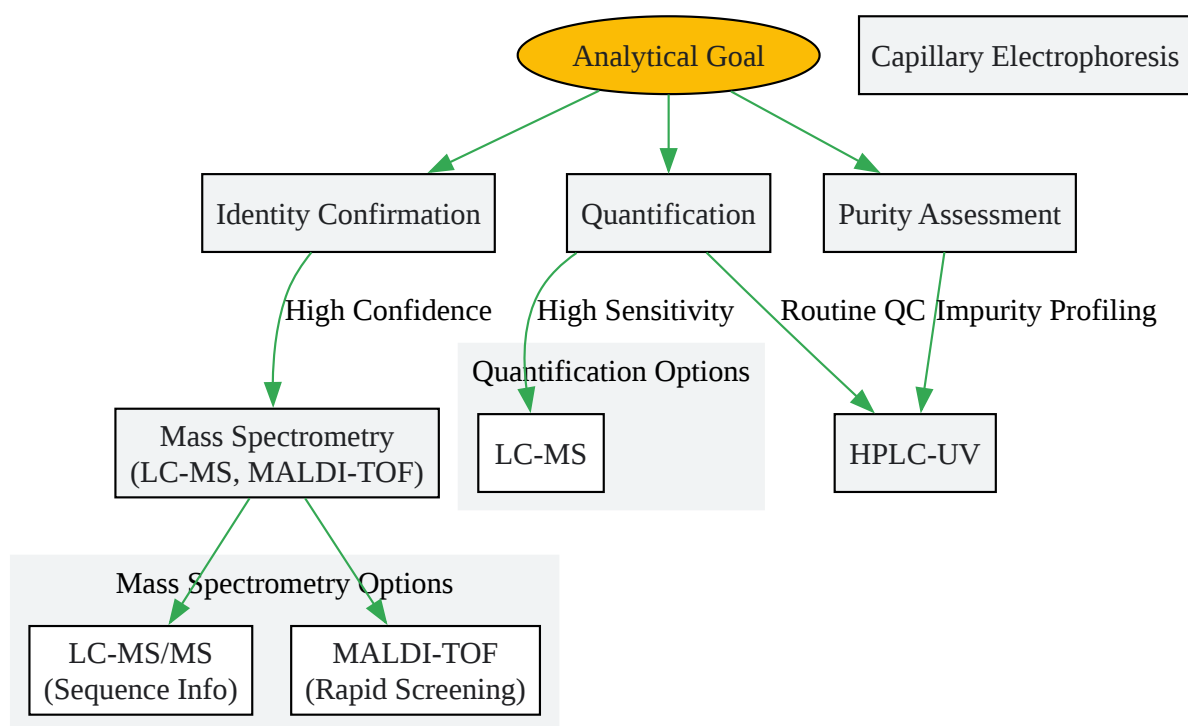 Analytical Goal
Capillary Electrophoresis
Identity Confirmation
Quantification
Purity Assessment
High Confidence
High Sensitivity
Routine QC
Impurity Profiling
Quantification Options
Mass Spectrometry
(LC-MS, MALDI-TOF)
LC-MS
HPLC-UV
Mass Spectrometry Options
LC-MS/MS
(Sequence Info)
MALDI-TOF
(Rapid Screening)